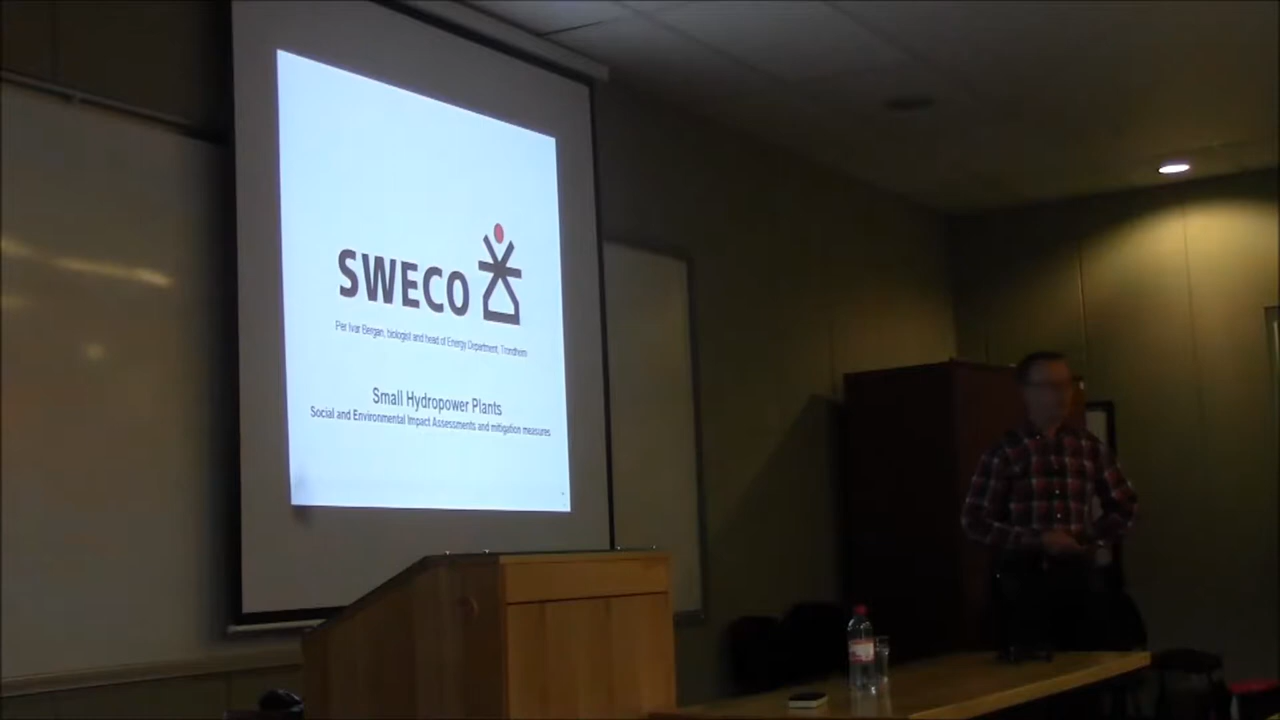 SWECO
Per Ivar Bergan, biologist and head of Energy Department, Trondheim
Small Hydropower Plants
Social and Environmental Impact Assessments and mitigation measures